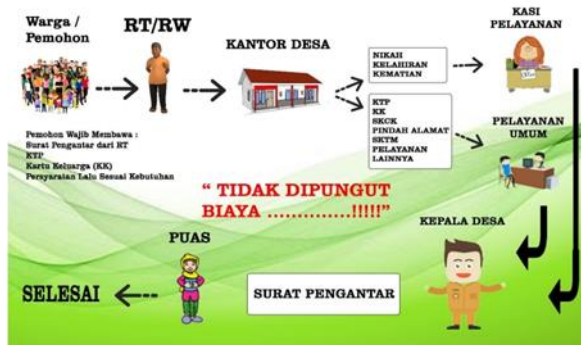 Warga /
Pemohon
RT/RW
KANTOR DESA
NIKAH
KELAHIRAN
KEMATIAN
KASI
PELAYANAN
KTP
KK
SKCK
PINDAH ALAMAT
SKTM
PELAYANAN
LAINNYA
PELAYANAN
UMUM
Pemohon Wajib Membawa :
Surat Pengantar dari RT
KTP
Kartu Keluarga (KK)
Persyaratan Lalu Sesuai Kebutuhan
“ TIDAK DIPUNGUT
BIAYA ..............!!!!!”
KEPALA DESA
SURAT PENGANTAR
PUAS
SELESAI